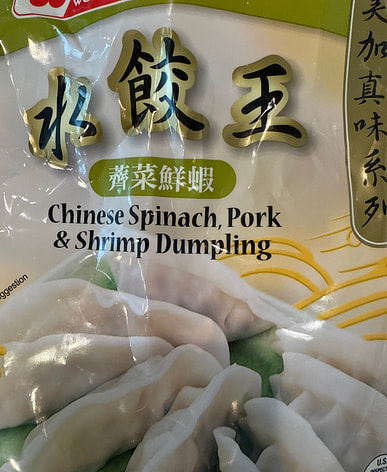 水餃王
薺菜鮮蝦
Chinese Spinach, Pork
& Shrimp Dumpling
美加真味系列
U.S.